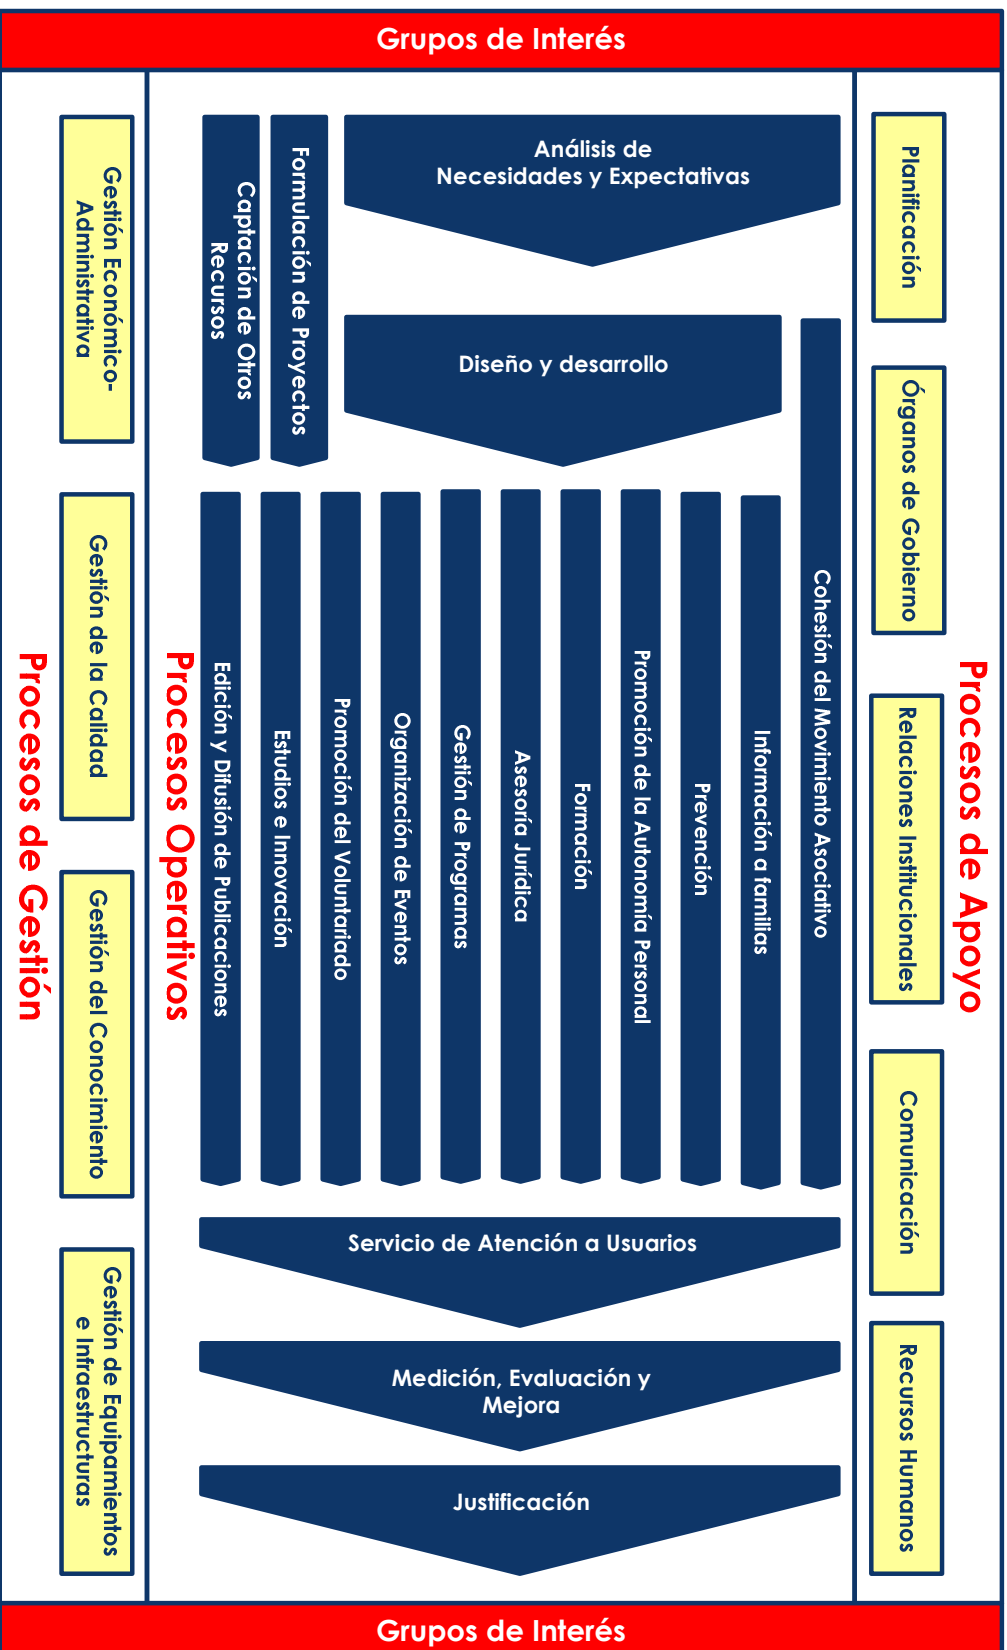 Grupos de Interés
Procesos de Apoyo
Planificación
Órganos de Gobierno
Relaciones Institucionales
Comunicación
Recursos Humanos
Análisis de
Necesidades y Expectativas
Diseño y desarrollo
Formulación de Proyectos
Captación de Otros
Recursos
Cohesión del Movimiento Asociativo
Información a familias
Prevención
Promoción de la Autonomía Personal
Formación
Asesoría Jurídica
Gestión de Programas
Organización de Eventos
Promoción del Voluntariado
Estudios e Innovación
Edición y Difusión de Publicaciones
Servicio de Atención a Usuarios
Medición, Evaluación y
Mejora
Justificación
Procesos Operativos
Gestión Económico-
Administrativa
Gestión de la Calidad
Gestión del Conocimiento
Gestión de Equipamientos
e Infraestructuras
Procesos de Gestión
Grupos de Interés